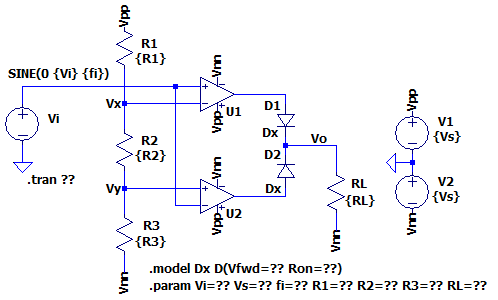 Vpp
R1
{R1}
Vnn
SINE(0 {Vi} {fi})
Vpp
Vx
Vpp
U1
D1
Dx
V1
{Vs}
Vi
R2
{R2}
Vnn
Vo
D2
.tran ??
Vy
Dx
RL
{RL}
V2
{Vs}
Vpp
U2
R3
{R3}
Vnn
Vnn
Vnn
.model Dx D(Vfwd=?? Ron=??)
.param Vi=?? Vs=?? fi=?? R1=?? R2=?? R3=?? RL=??